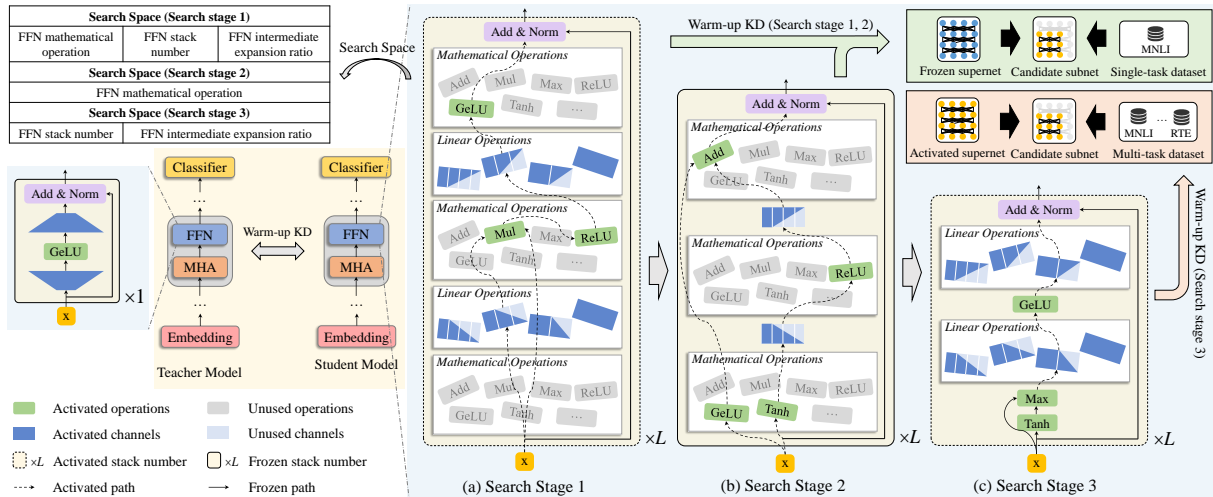 Search Space (Search stage 1)
FFN mathematical operation
FFN stack number
FFN intermediate expansion ratio
Search Space (Search stage 2)
FFN mathematical operation
Search Space (Search stage 3)
FFN stack number
FFN intermediate expansion ratio
Search Space
Add & Norm
GeLU
×1
x
Classifier
...
FFN
MHA
...
Embedding
Teacher Model
Warm-up KD
Classifier
...
FFN
MHA
...
Embedding
Student Model
Activated operations
Unused operations
Activated channels
Unused channels
×L Activated stack number
×L Frozen stack number
Activated path
Frozen path
Add & Norm
Mathematical Operations
Add
Mul
Max
ReLU
GeLU
Tanh
...
Linear Operations
Mathematical Operations
Add
Mul
Max
ReLU
GeLU
Tanh
...
Linear Operations
Mathematical Operations
Add
Mul
Max
ReLU
GeLU
Tanh
...
×L
x
(a) Search Stage 1
Warm-up KD (Search stage 1, 2)
Add & Norm
Mathematical Operations
Add
Mul
Max
ReLU
GeLU
Tanh
...
Mathematical Operations
Add
Mul
Max
ReLU
GeLU
Tanh
...
Mathematical Operations
Add
Mul
Max
ReLU
GeLU
Tanh
...
×L
x
(b) Search Stage 2
MNLI
Frozen supernet
Candidate subnet
Single-task dataset
MNLI
...
RTE
Activated supernet
Candidate subnet
Multi-task dataset
Warm-up KD (Search stage 3)
Add & Norm
Linear Operations
GeLU
Linear Operations
Max
Tanh
×L
x
(c) Search Stage 3